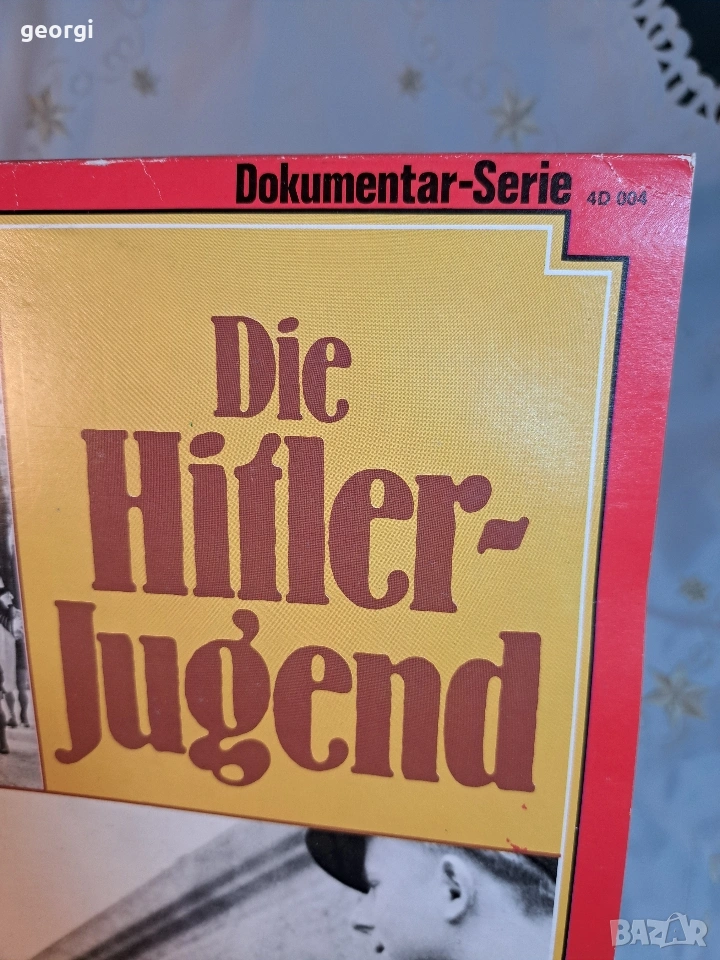 georgi
Dokumentar-Serie 4D 004
Die
Hitler-
Jugend
BAZAR